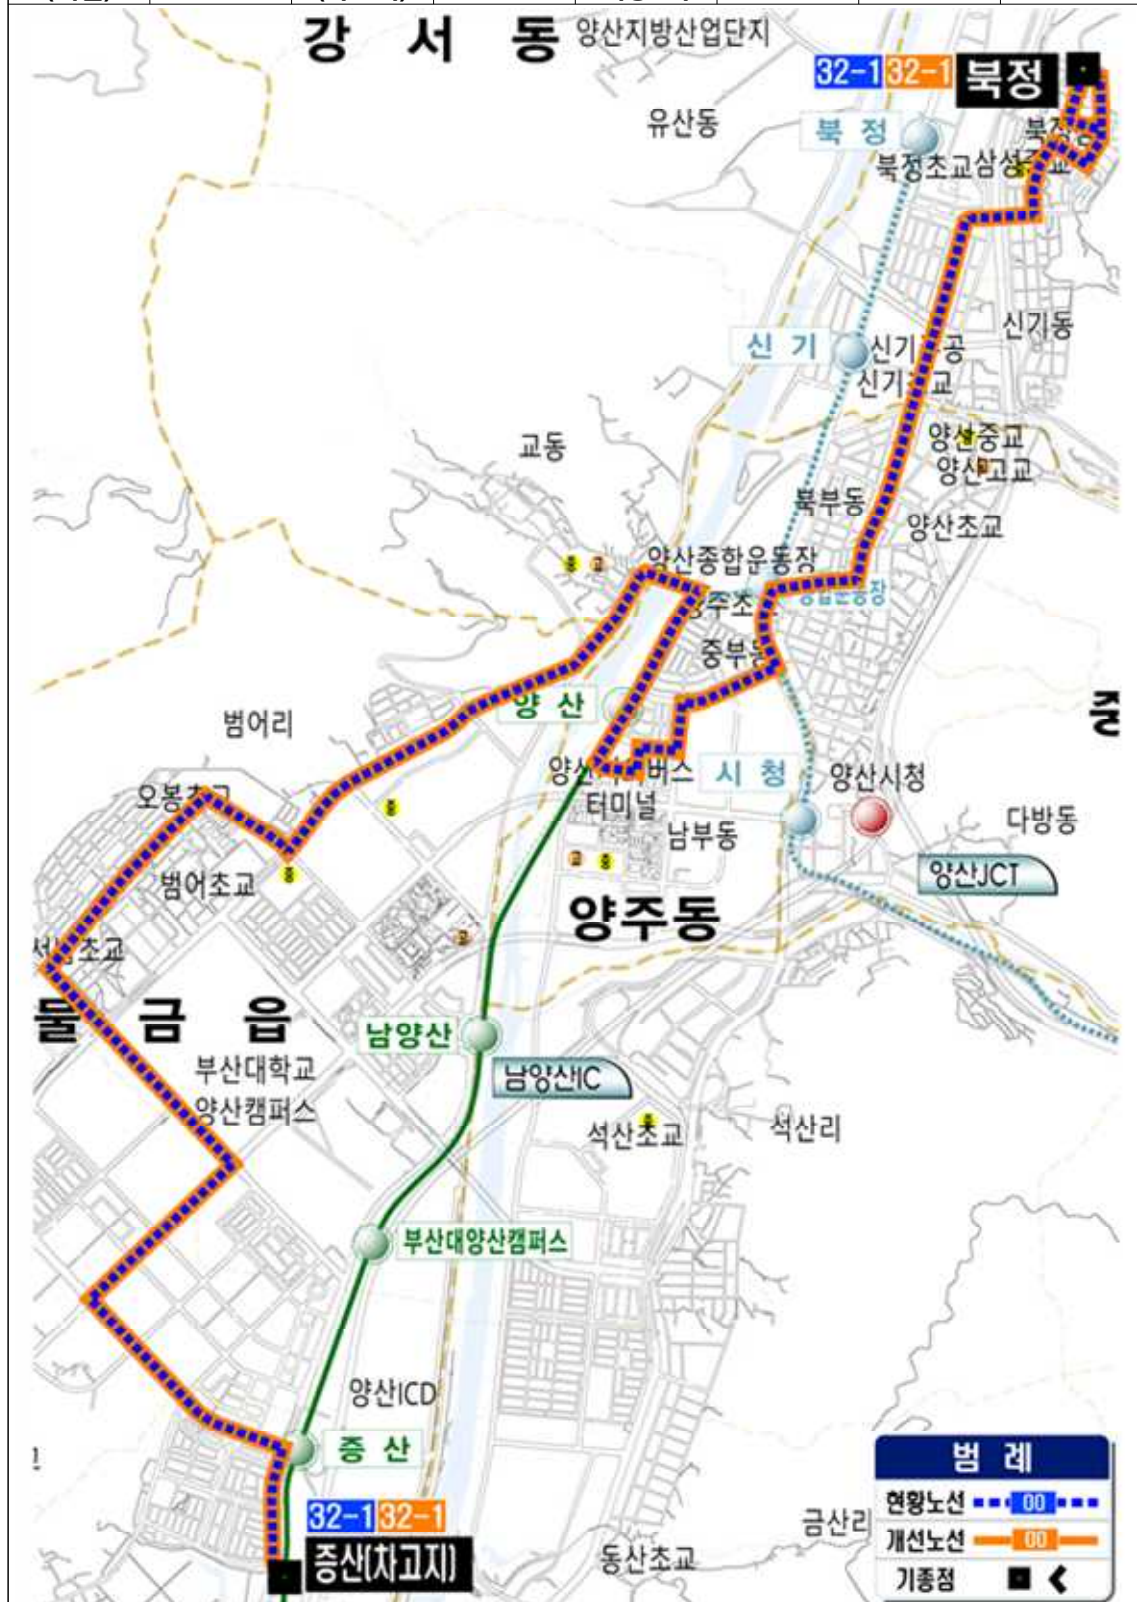 강 서 동
양산지방산업단지
32-1 32-1 북정
유산동
북 정
북정초교
신기동
신 기
교동
양산중교
양산고교
북부동
양산초교
양산종합운동장
중부동
양 산
범어리
시 청
양산시청
터미널
남부동
다방동
범어초교
양산JCT
양주동
물 금 읍
남양산
부산대학교
남양산IC
양산캠퍼스
석산초교
석산리
부산대양산캠퍼스
양산ICD
증 산
32-1 32-1
증산(차고지)
금산리
동산초교
범 례
현황노선 00
개선노선 00
기종점